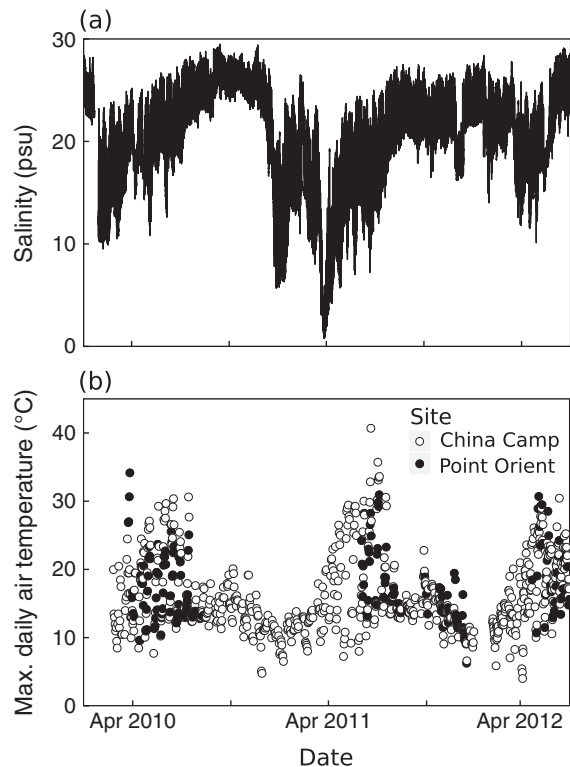 (a)
30
20
10
0
Salinity (psu)
(b)
40
30
20
10
0
Max. daily air temperature (°C)
Site
China Camp
Point Orient
Apr 2010
Apr 2011
Apr 2012
Date